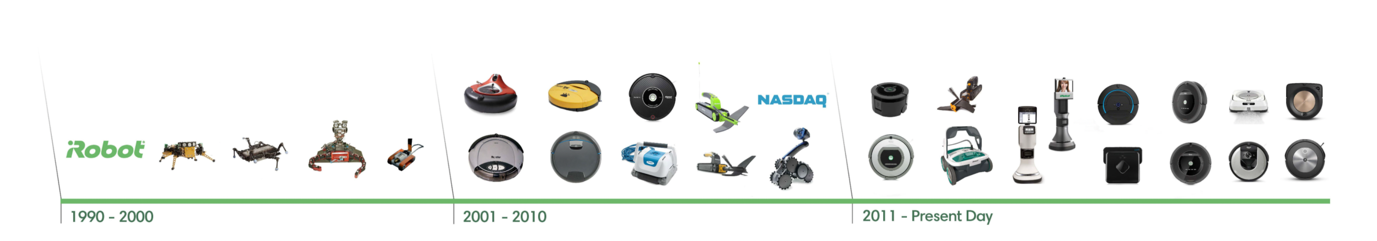 iRobot
NASDAQ
1990 - 2000
2001 - 2010
2011 - Present Day